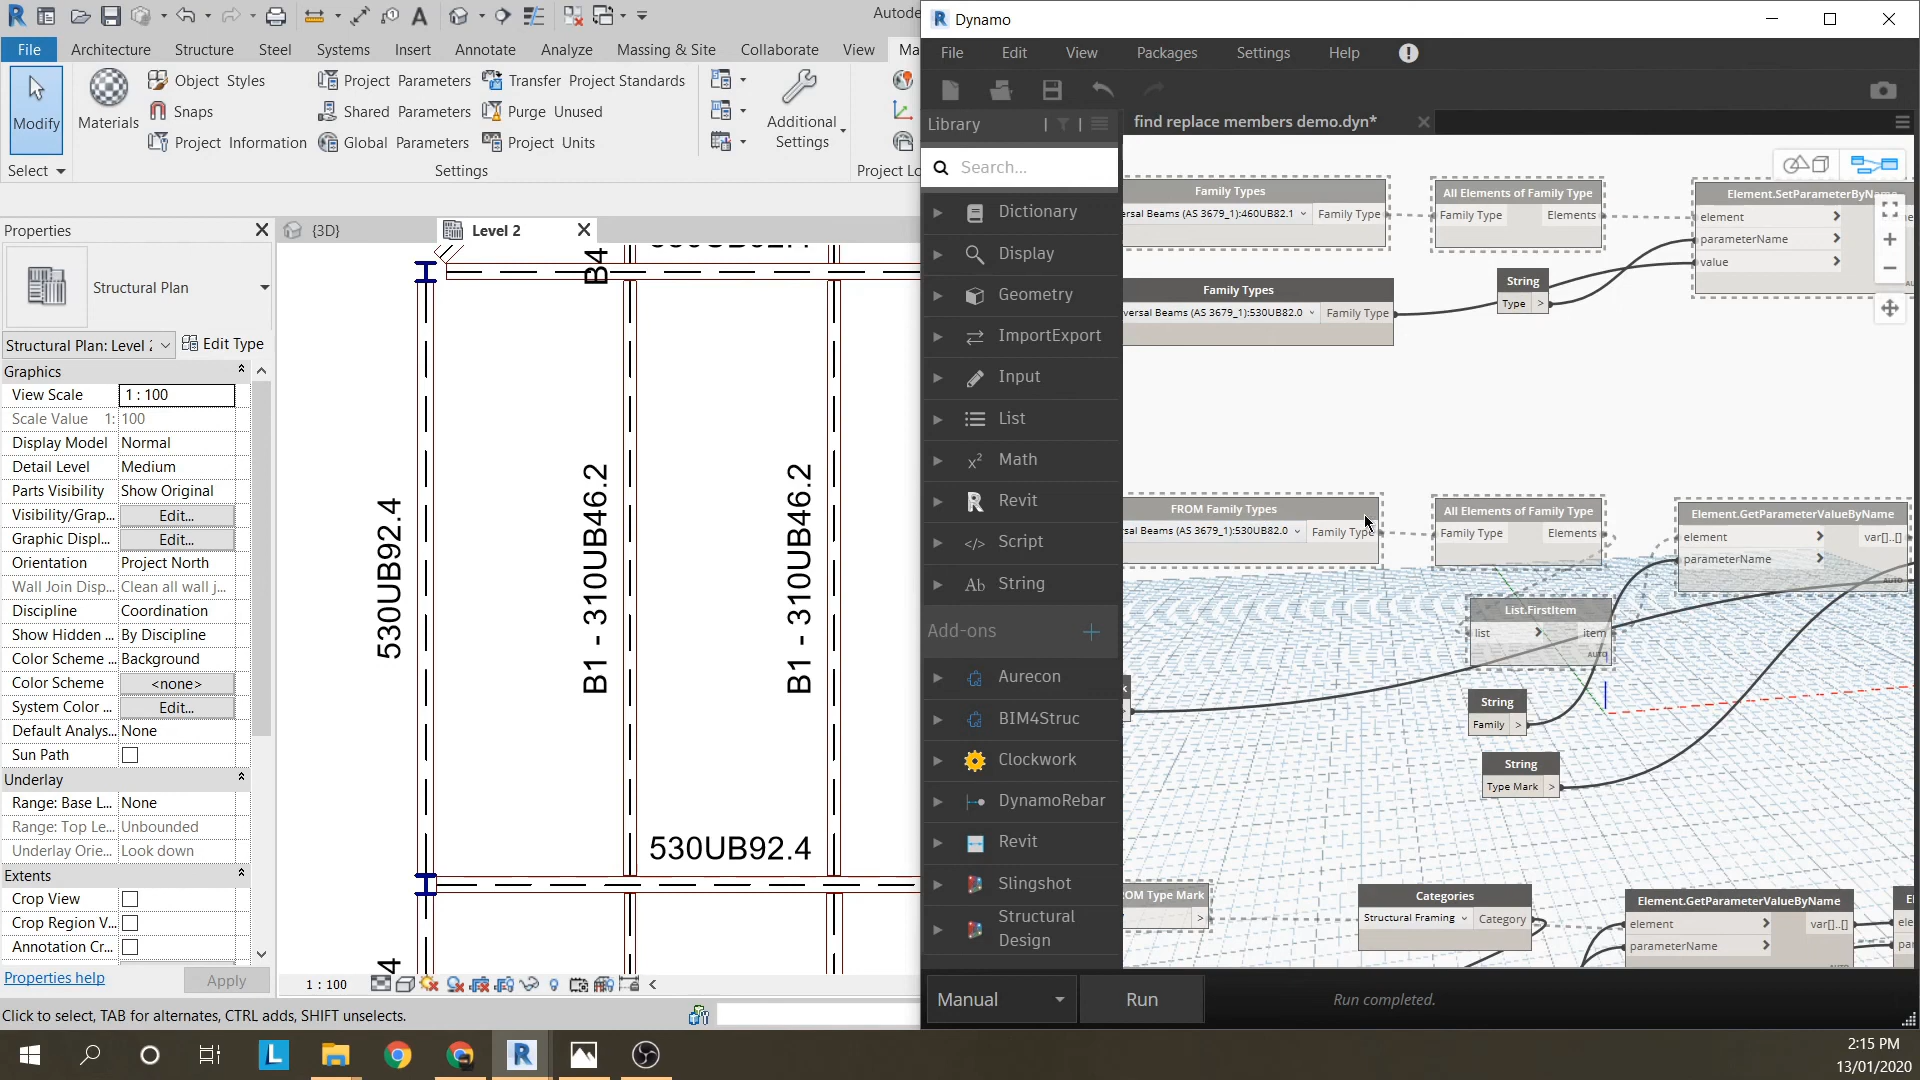 Autode
File
Architecture
Structure
Steel
Systems
Insert
Annotate
Analyze
Massing & Site
Collaborate
View
Ma
Modify
Select
Materials
Object Styles
Snaps
Project Information
Project Parameters
Shared Parameters
Global Parameters
Transfer Project Standards
Purge Unused
Project Units
Additional
Settings
Settings
Project Lo
Properties
Structural Plan
Structural Plan: Level 2
Edit Type
Graphics
View Scale 1 : 100
Scale Value 1: 100
Display Model Normal
Detail Level Medium
Parts Visibility Show Original
Visibility/Grap... Edit...
Graphic Displ... Edit...
Orientation Project North
Wall Join Disp... Clean all wall j...
Discipline Coordination
Show Hidden ... By Discipline
Color Scheme ... Background
Color Scheme <none>
System Color ... Edit...
Default Analys... None
Sun Path
Underlay
Range: Base L... None
Range: Top Le... Unbounded
Underlay Orie... Look down
Extents
Crop View
Crop Region V...
Annotation Cr...
Properties help
Apply
{3D}
Level 2
B4
530UB92.4
B1 - 310UB46.2
B1 - 310UB46.2
530UB92.4
4
1 : 100
Click to select, TAB for alternates, CTRL adds, SHIFT unselects.
Dynamo
File
Edit
View
Packages
Settings
Help
Library
find replace members demo.dyn*
Search...
Dictionary
Display
Geometry
ImportExport
Input
List
Math
Revit
Script
String
Add-ons
Aurecon
BIM4Struc
Clockwork
DynamoRebar
Revit
Slingshot
Structural
Design
Family Types
ersal Beams (AS 3679_1):460UB82.1
Family Type
All Elements of Family Type
Family Type
Elements
Element.SetParameterByNa
element
parameterName
value
Family Types
versal Beams (AS 3679_1):530UB82.0
Family Type
String
Type >
FROM Family Types
sal Beams (AS 3679_1):530UB82.0
Family Type
All Elements of Family Type
Family Type
Elements
Element.GetParameterValueByName
element
var[]..[]
parameterName
AUTO
List.FirstItem
list
item
AUTO
k
String
Family >
String
Type Mark >
OM Type Mark
>
Categories
Structural Framing
Category
Element.GetParameterValueByName
element
var[]..[]
parameterName
AUTO
El
ele
par
Manual
Run
Run completed.
L
2:15 PM
13/01/2020